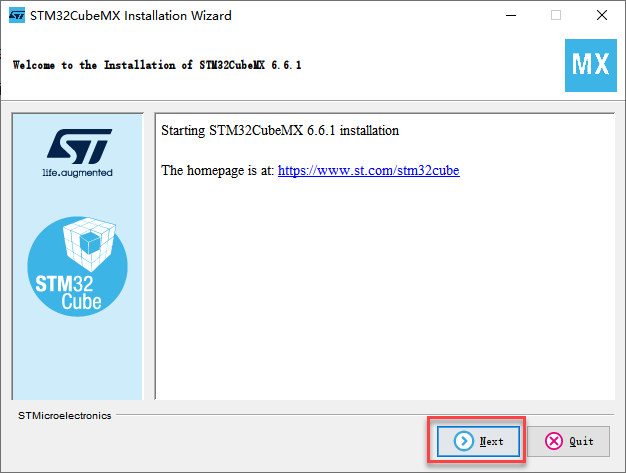 STM32CubeMX Installation Wizard
Welcome to the Installation of STM32CubeMX 6.6.1
MX
ST
life.augmented
STM32
Cube
Starting STM32CubeMX 6.6.1 installation
The homepage is at: https://www.st.com/stm32cube
STMicroelectronics
Next
Quit